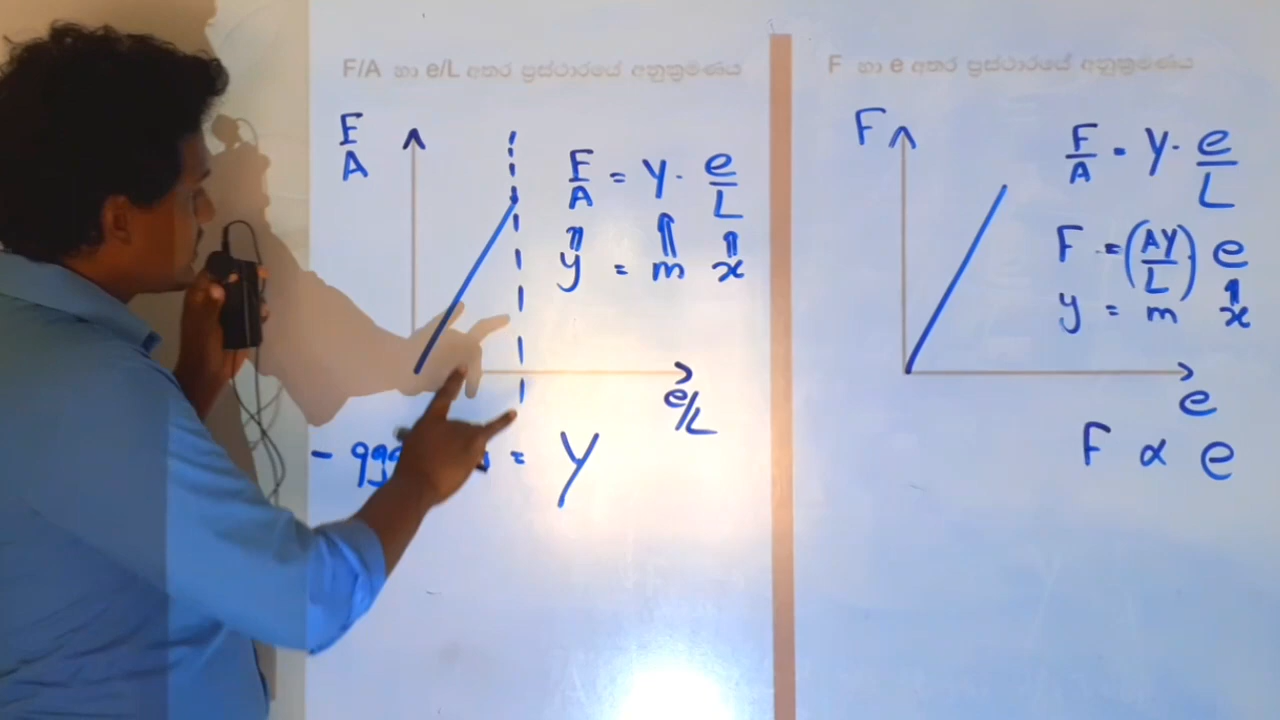 F/A හා e/L අතර ප්‍රස්ථාරයේ අනුක්‍රමණය
F
A
F/A = Y · e/L
y = m x
e/L
= Y
F හා e අතර ප්‍රස්ථාරයේ අනුක්‍රමණය
F
F/A = Y · e/L
F = (AY/L) e
y = m x
e
F ∝ e